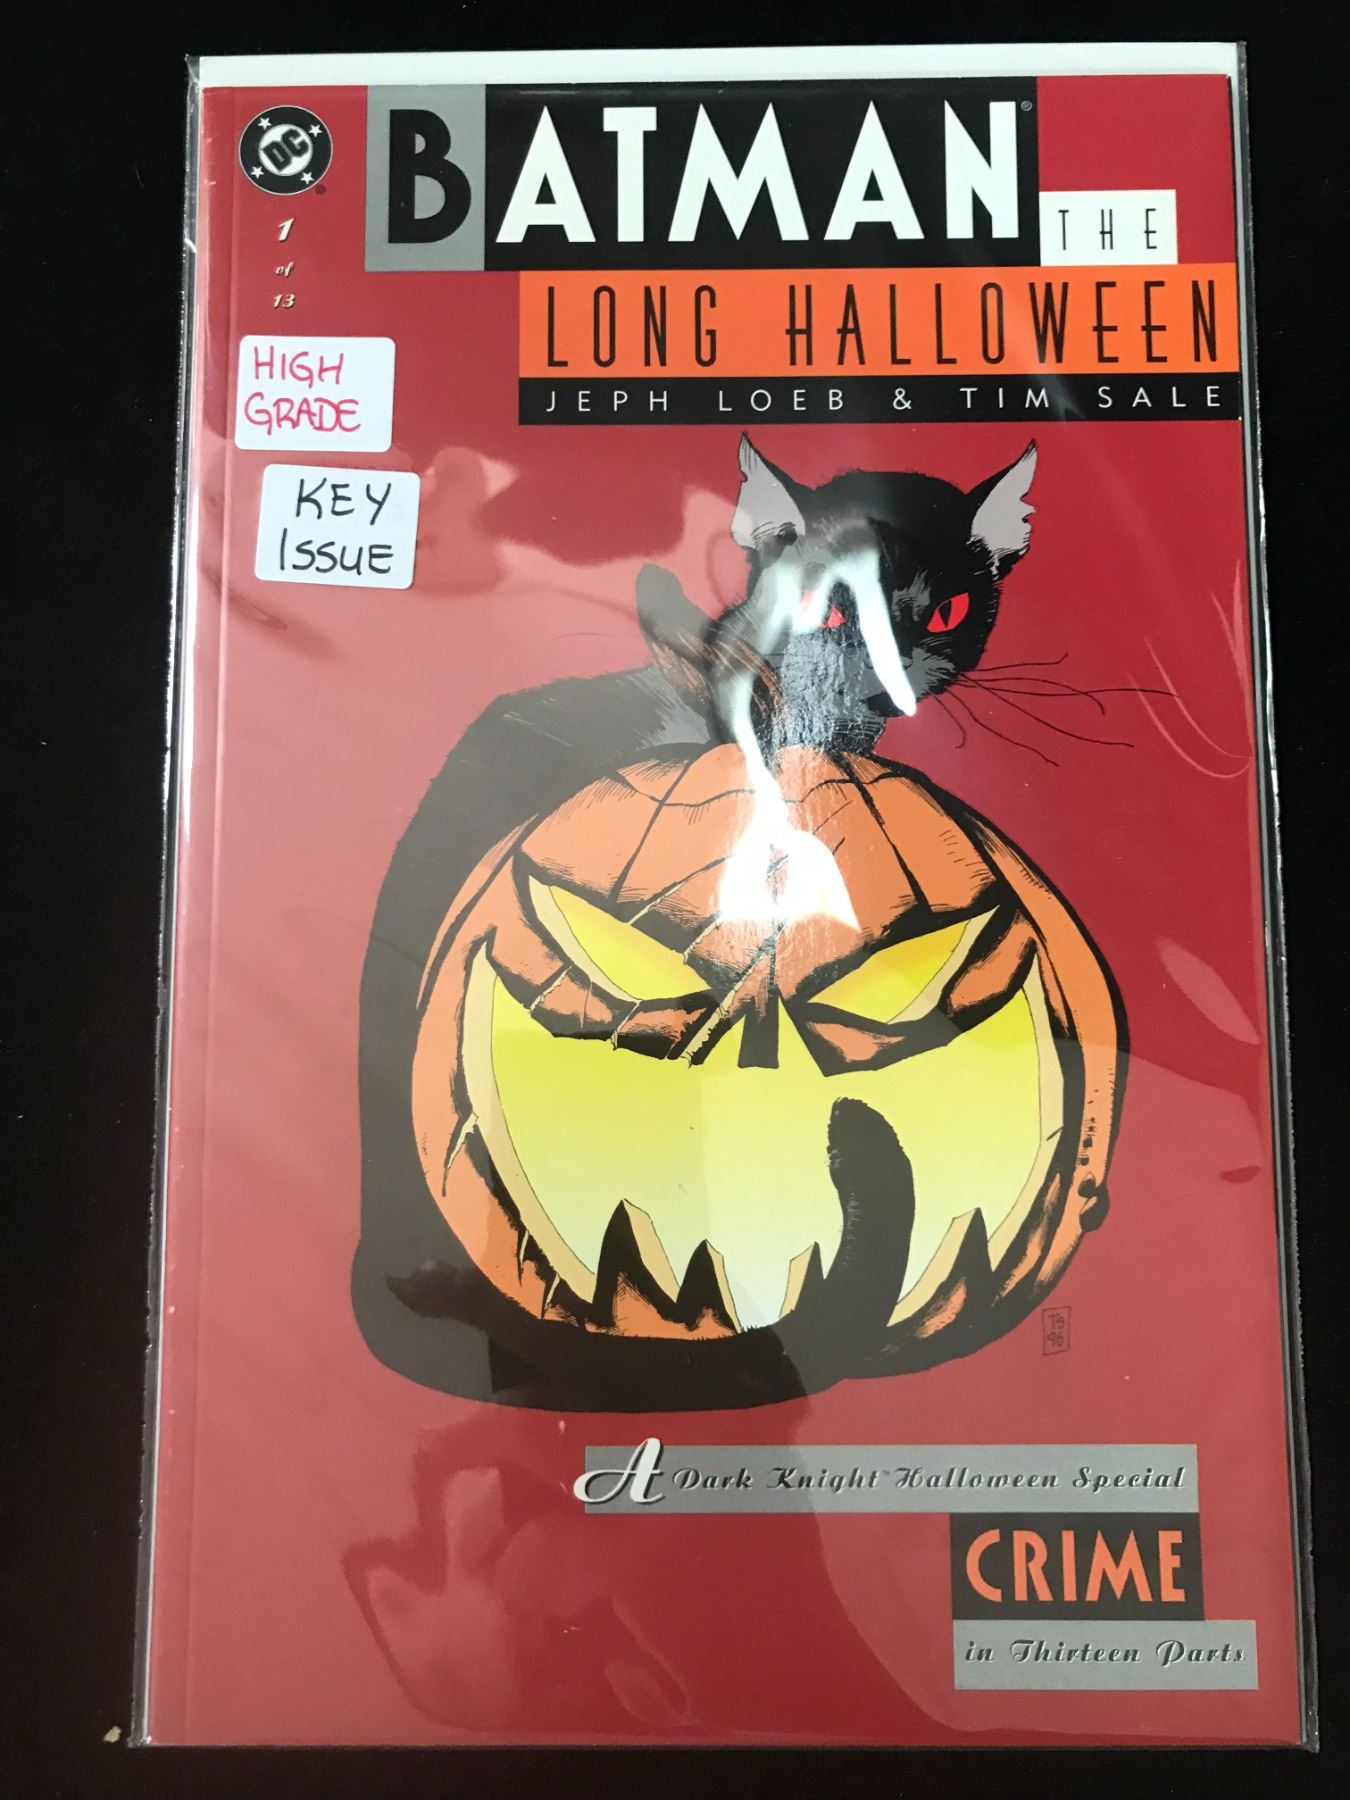 DC
BATMAN®
THE
1
of
13
LONG HALLOWEEN
JEPH LOEB & TIM SALE
HIGH
GRADE
KEY
ISSUE
TS
96
A Dark Knight™ Halloween Special
CRIME
in Thirteen Parts